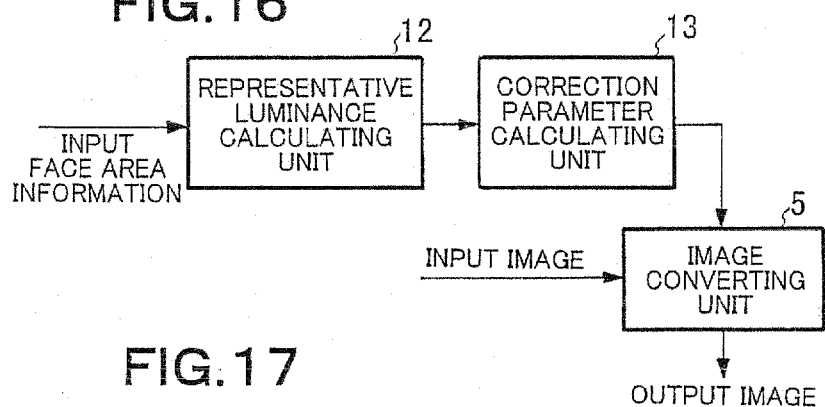 FIG.16
12
13
REPRESENTATIVE
LUMINANCE
CALCULATING
UNIT
CORRECTION
PARAMETER
CALCULATING
UNIT
INPUT
FACE AREA
INFORMATION
5
INPUT IMAGE
IMAGE
CONVERTING
UNIT
FIG.17
OUTPUT IMAGE